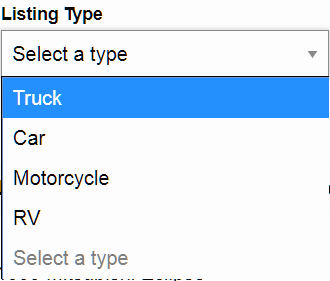 Listing Type
Select a type
Truck
Car
Motorcycle
RV
Select a type